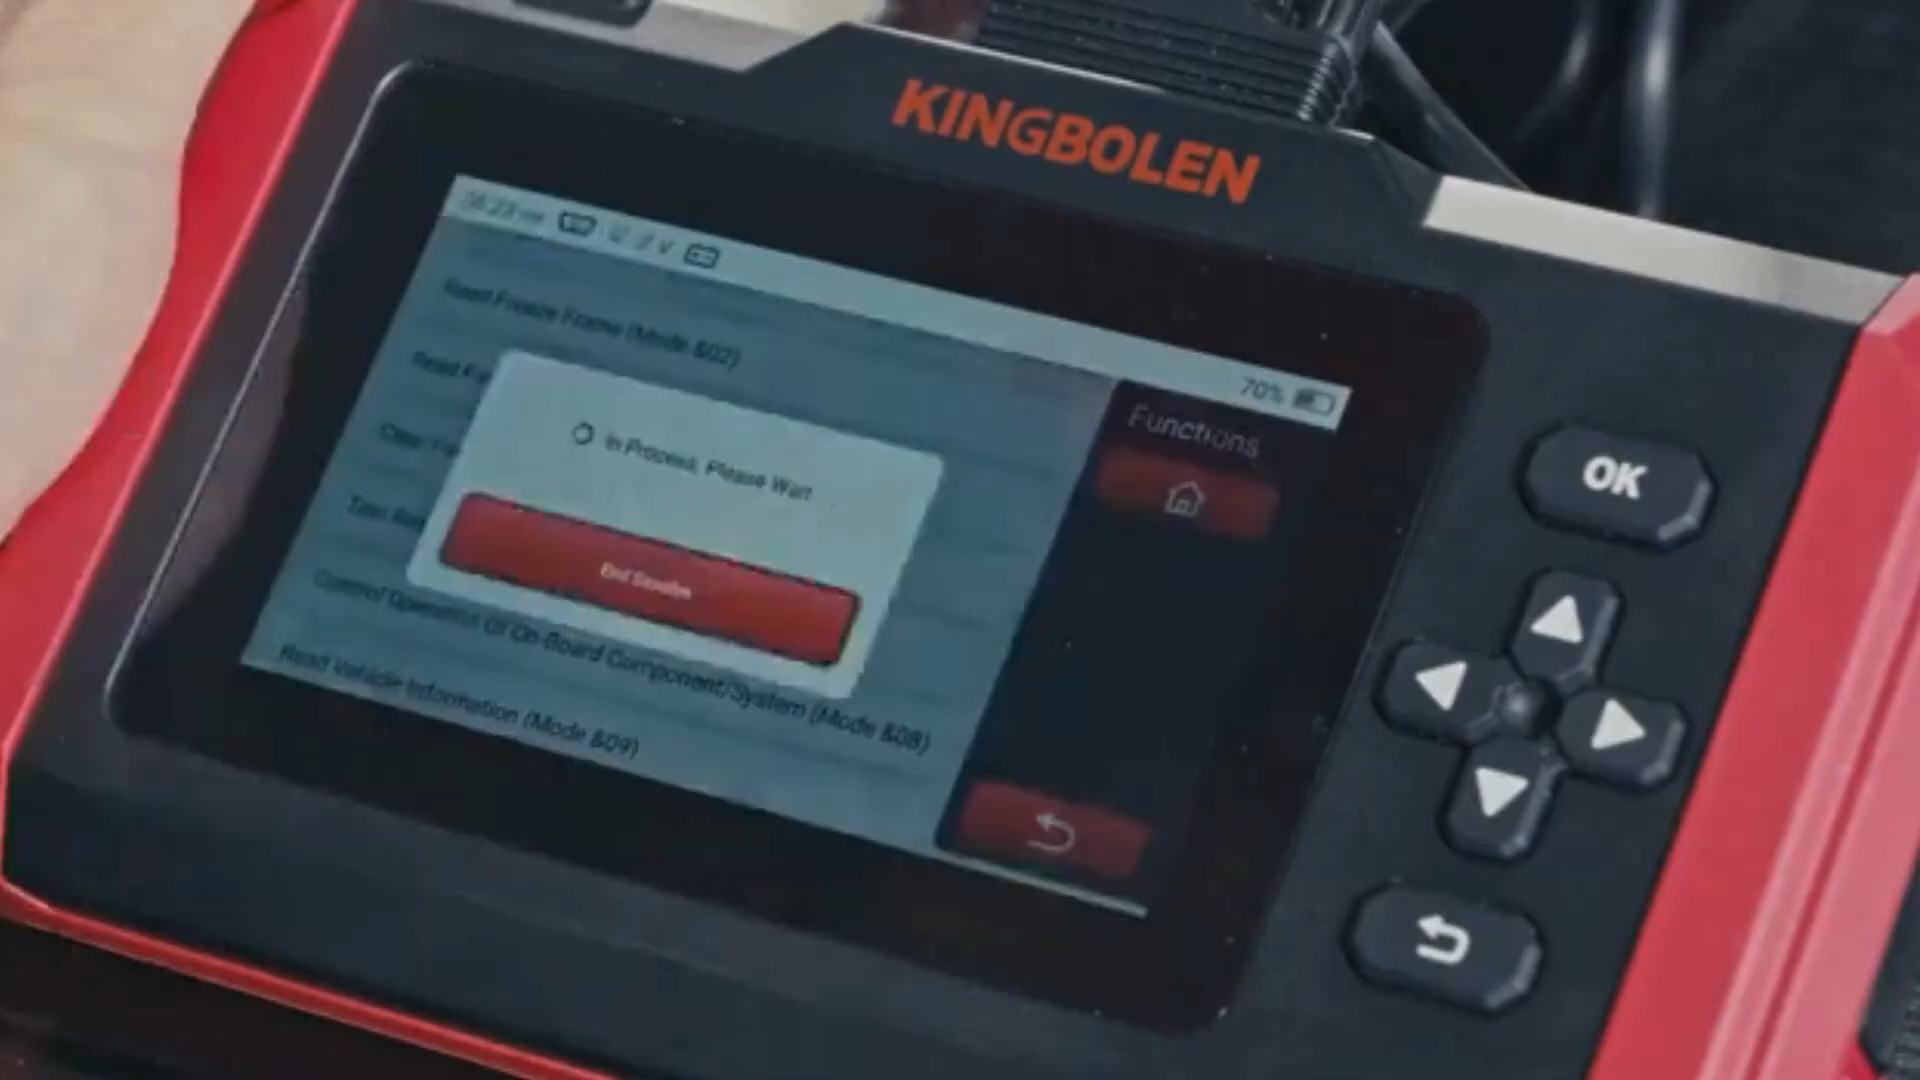 KINGBOLEN
70%
Read Freeze Frame (Mode &02)
Functions
Read
In Process, Please Wait
End
Control Operation Of On-Board Component/System (Mode &08)
Read Vehicle Information (Mode &09)
OK